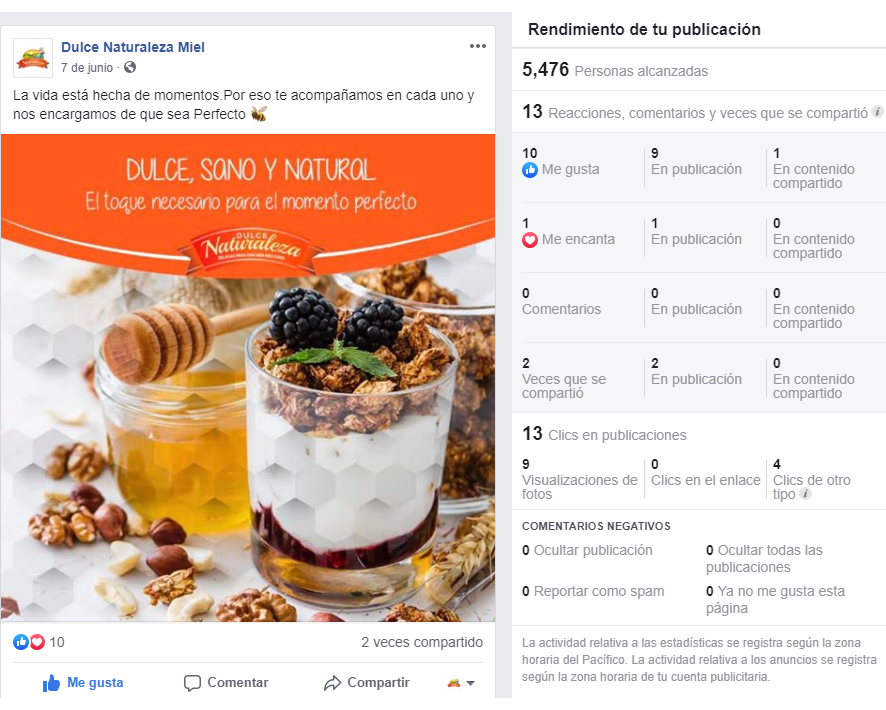 Dulce Naturaleza Miel
7 de junio ·
La vida está hecha de momentos.Por eso te acompañamos en cada uno y
nos encargamos de que sea Perfecto
DULCE, SANO Y NATURAL
El toque necesario para el momento perfecto
DULCE
Naturaleza
10
2 veces compartido
Me gusta
Comentar
Compartir
Rendimiento de tu publicación
5,476 Personas alcanzadas
13 Reacciones, comentarios y veces que se compartió
10
Me gusta
9
En publicación
1
En contenido
compartido
1
Me encanta
1
En publicación
0
En contenido
compartido
0
Comentarios
0
En publicación
0
En contenido
compartido
2
Veces que se
compartió
2
En publicación
0
En contenido
compartido
13 Clics en publicaciones
9
Visualizaciones de
fotos
0
Clics en el enlace
4
Clics de otro
tipo
COMENTARIOS NEGATIVOS
0 Ocultar publicación
0 Ocultar todas las
publicaciones
0 Reportar como spam
0 Ya no me gusta esta
página
La actividad relativa a las estadísticas se registra según la zona
horaria del Pacífico. La actividad relativa a los anuncios se registra
según la zona horaria de tu cuenta publicitaria.